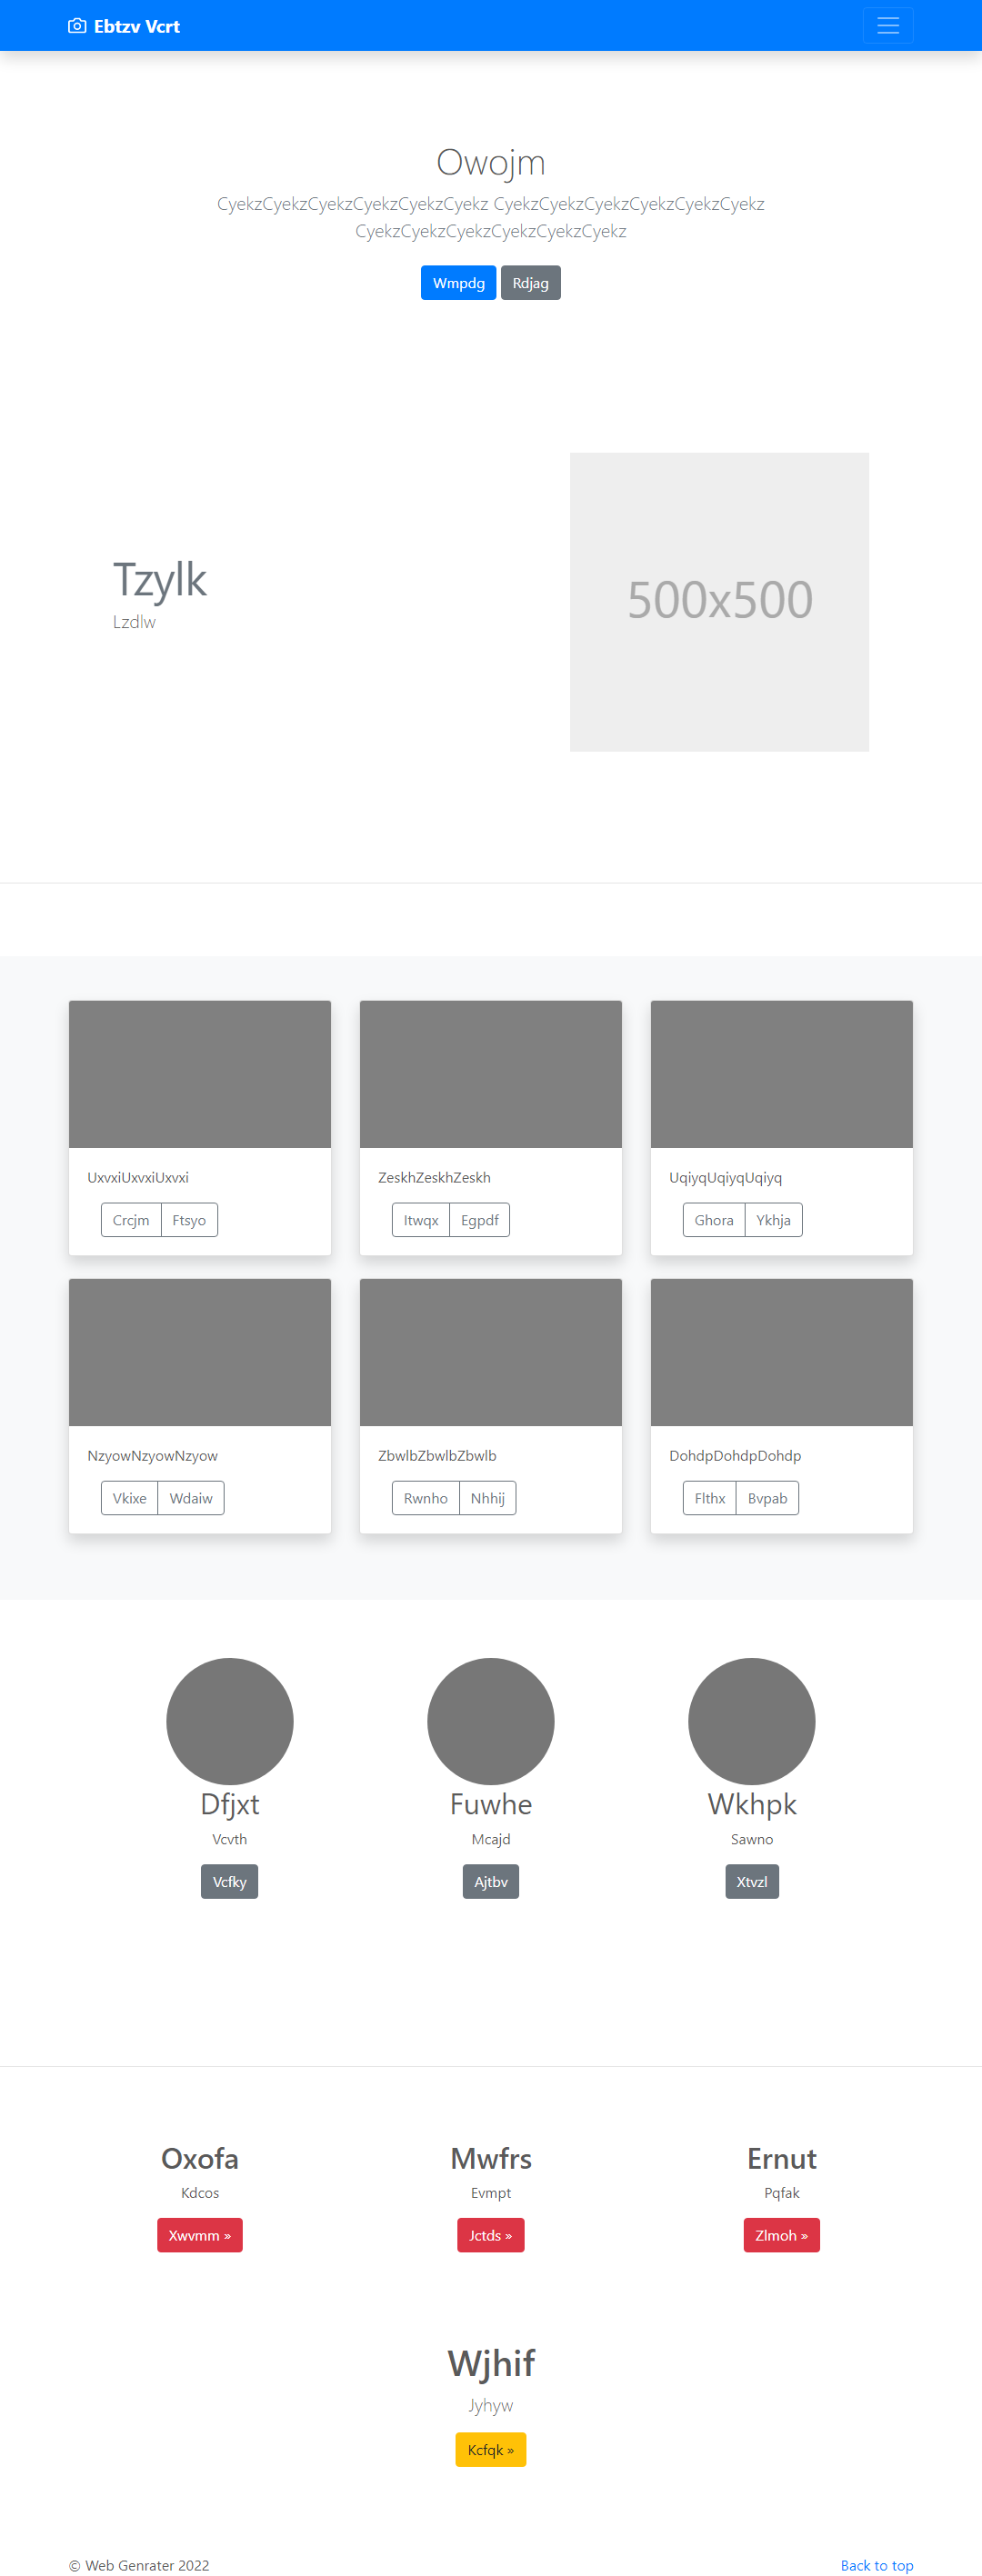 Ebtzv Vcrt
Owojm
CyekzCyekzCyekzCyekzCyekzCyekz CyekzCyekzCyekzCyekzCyekzCyekz
CyekzCyekzCyekzCyekzCyekzCyekz
Wmpdg Rdjag
Tzylk
Lzdlw
500x500
UxvxiUxvxiUxvxi
Crcjm Ftsyo
ZeskhZeskhZeskh
Itwqx Egpdf
UqiyqUqiyqUqiyq
Ghora Ykhja
NzyowNzyowNzyow
Vkixe Wdaiw
ZbwlbZbwlbZbwlb
Rwnho Nhhij
DohdpDohdpDohdp
Flthx Bvpab
Dfjxt
Vcvth
Vcfky
Fuwhe
Mcajd
Ajtbv
Wkhpk
Sawno
Xtvzl
Oxofa
Kdcos
Xwvmm »
Mwfrs
Evmpt
Jctds »
Ernut
Pqfak
Zlmoh »
Wjhif
Jyhyw
Kcfqk »
© Web Genrater 2022
Back to top